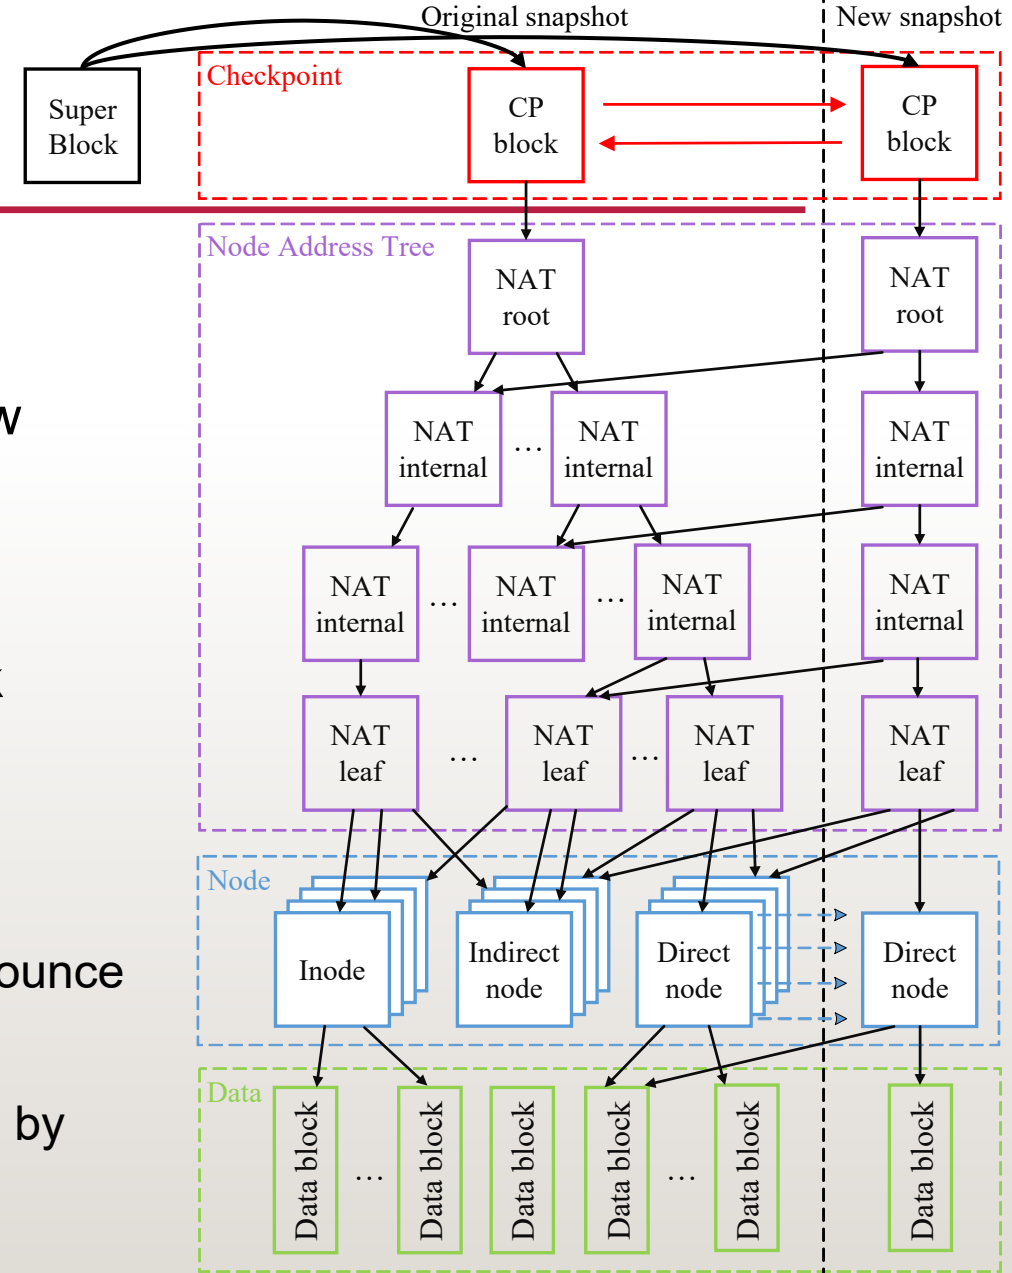 Original snapshot
New snapshot
Checkpoint
Super
Block
CP
block
CP
block
Node Address Tree
NAT
root
NAT
root
NAT
internal
…
NAT
internal
NAT
internal
NAT
internal
…
NAT
internal
…
NAT
internal
NAT
internal
NAT
leaf
…
NAT
leaf
…
NAT
leaf
NAT
leaf
Node
Inode
Indirect
node
Direct
node
Direct
node
ounce
Data
by
Data block
…
Data block
Data block
Data block
…
Data block
Data block